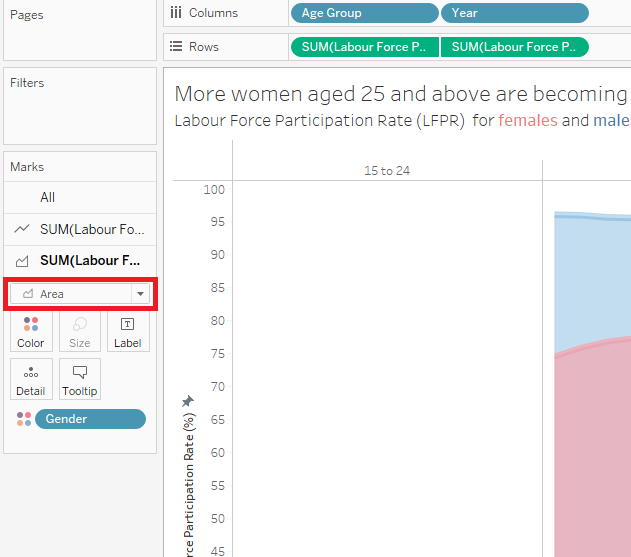 Pages
Columns
Age Group
Year
Rows
SUM(Labour Force P..
SUM(Labour Force P..
Filters
Marks
All
SUM(Labour Fo...
SUM(Labour F...
Area
Color
Size
Label
Detail
Tooltip
Gender
More women aged 25 and above are becoming
Labour Force Participation Rate (LFPR) for females and male
15 to 24
100
95
90
85
80
75
70
65
60
55
50
45
rce Participation Rate (%)